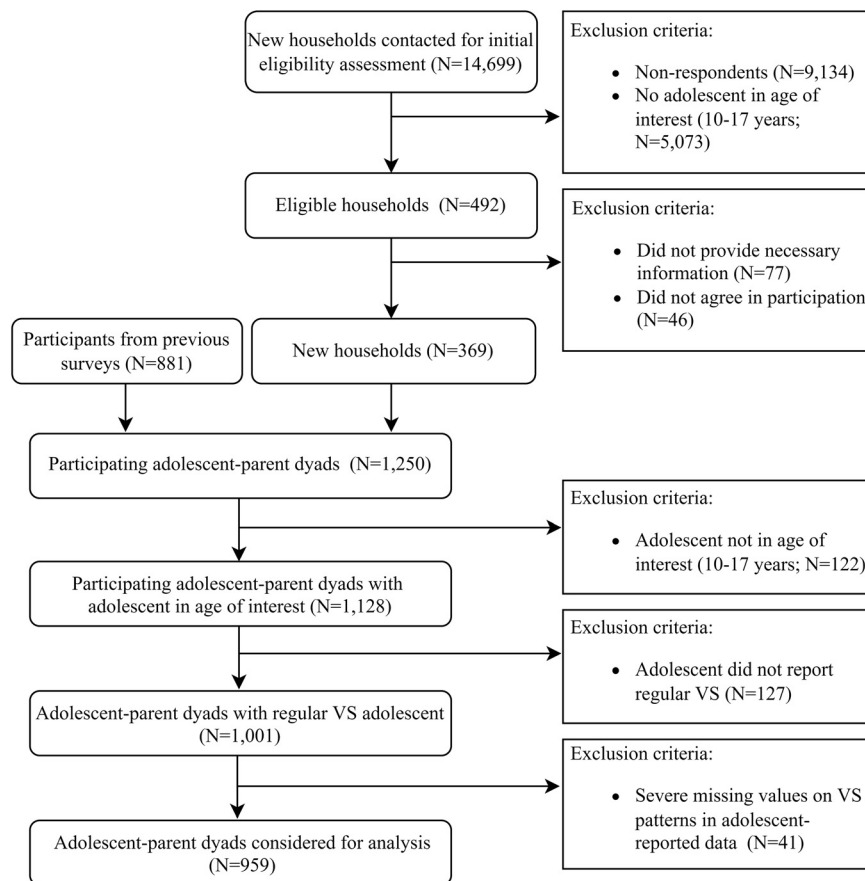 New households contacted for initial
eligibility assessment (N=14,699)
Exclusion criteria:
• Non-respondents (N=9,134)
• No adolescent in age of
interest (10-17 years;
N=5,073)
Eligible households (N=492)
Exclusion criteria:
• Did not provide necessary
information (N=77)
• Did not agree in participation
(N=46)
Participants from previous
surveys (N=881)
New households (N=369)
Participating adolescent-parent dyads (N=1,250)
Exclusion criteria:
• Adolescent not in age of
interest (10-17 years; N=122)
Participating adolescent-parent dyads with
adolescent in age of interest (N=1,128)
Exclusion criteria:
• Adolescent did not report
regular VS (N=127)
Adolescent-parent dyads with regular VS adolescent
(N=1,001)
Exclusion criteria:
• Severe missing values on VS
patterns in adolescent-
reported data (N=41)
Adolescent-parent dyads considered for analysis
(N=959)